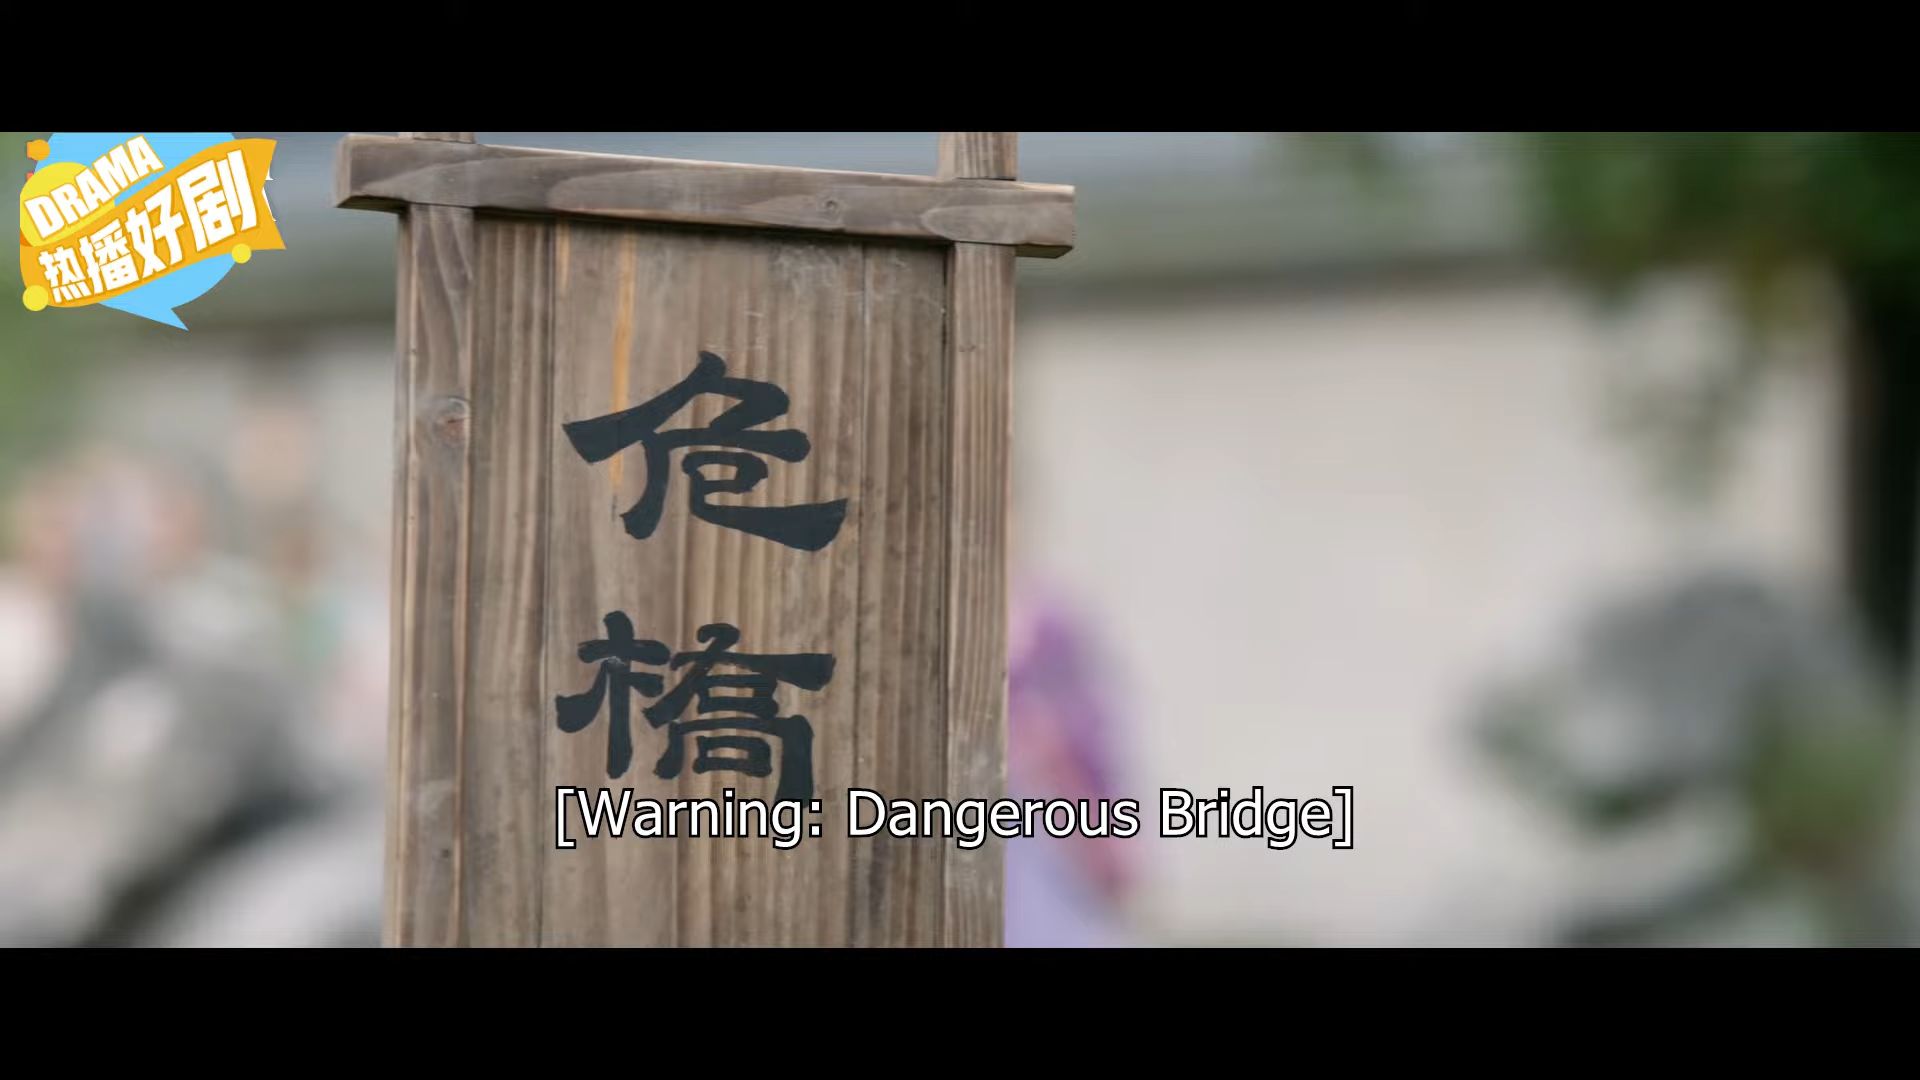 DRAMA
热播好剧
危
橋
[Warning: Dangerous Bridge]